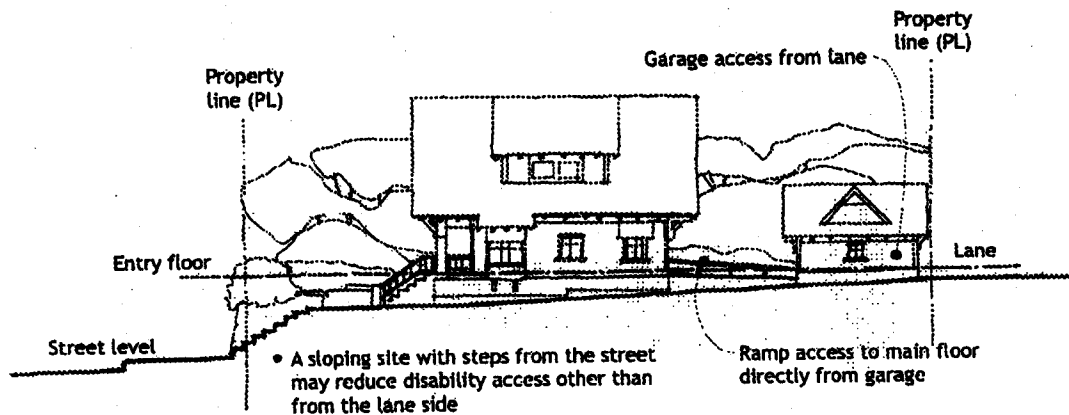 Property
line (PL)
Garage access from lane
Property
line (PL)
Entry floor
Lane
Street level
• A sloping site with steps from the street
may reduce disability access other than
from the lane side
Ramp access to main floor
directly from garage